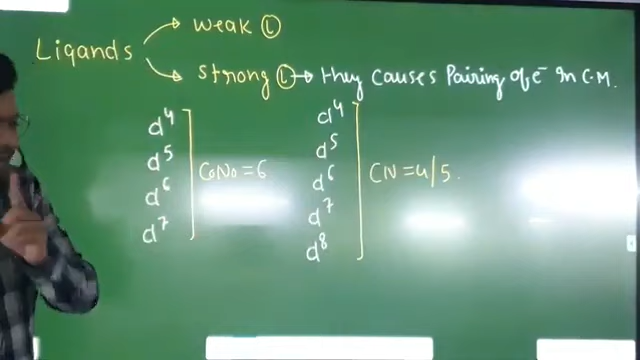 Ligands
weak (L)
strong (L) → they causes Pairing of e⁻ in C.M.
d⁴
d⁵
d⁶
d⁷
CoNo = 6
d⁴
d⁵
d⁶
d⁷
d⁸
CN = 4/5.